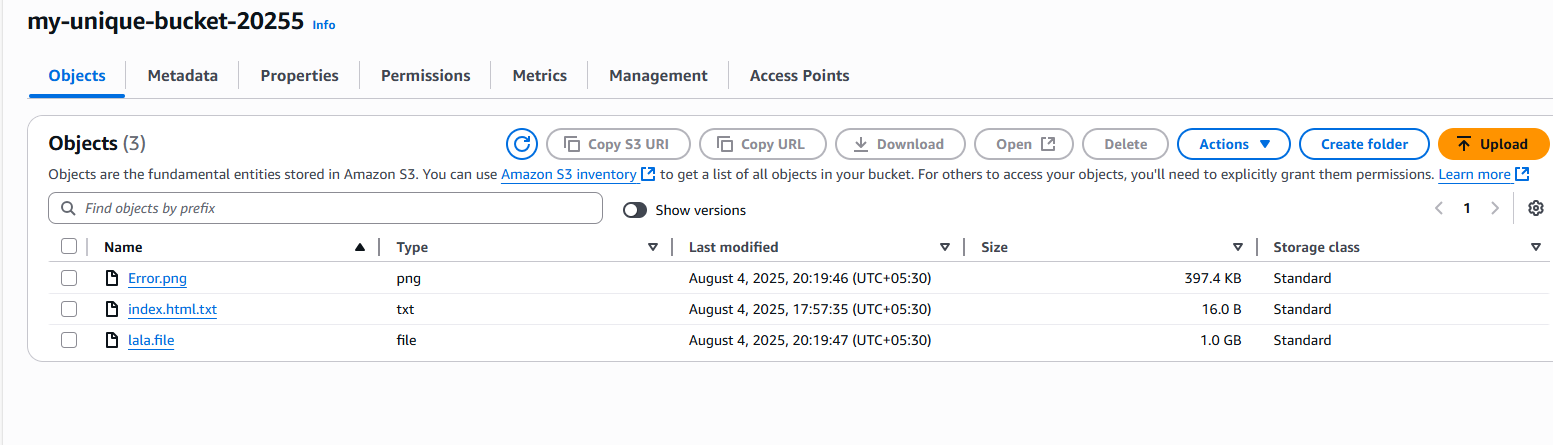 my-unique-bucket-20255 Info
Objects Metadata Properties Permissions Metrics Management Access Points
Objects (3) Copy S3 URI Copy URL Download Open Delete Actions Create folder Upload
Objects are the fundamental entities stored in Amazon S3. You can use Amazon S3 inventory to get a list of all objects in your bucket. For others to access your objects, you'll need to explicitly grant them permissions. Learn more
Find objects by prefix Show versions 1
Name Type Last modified Size Storage class
Error.png png August 4, 2025, 20:19:46 (UTC+05:30) 397.4 KB Standard
index.html.txt txt August 4, 2025, 17:57:35 (UTC+05:30) 16.0 B Standard
lala.file file August 4, 2025, 20:19:47 (UTC+05:30) 1.0 GB Standard